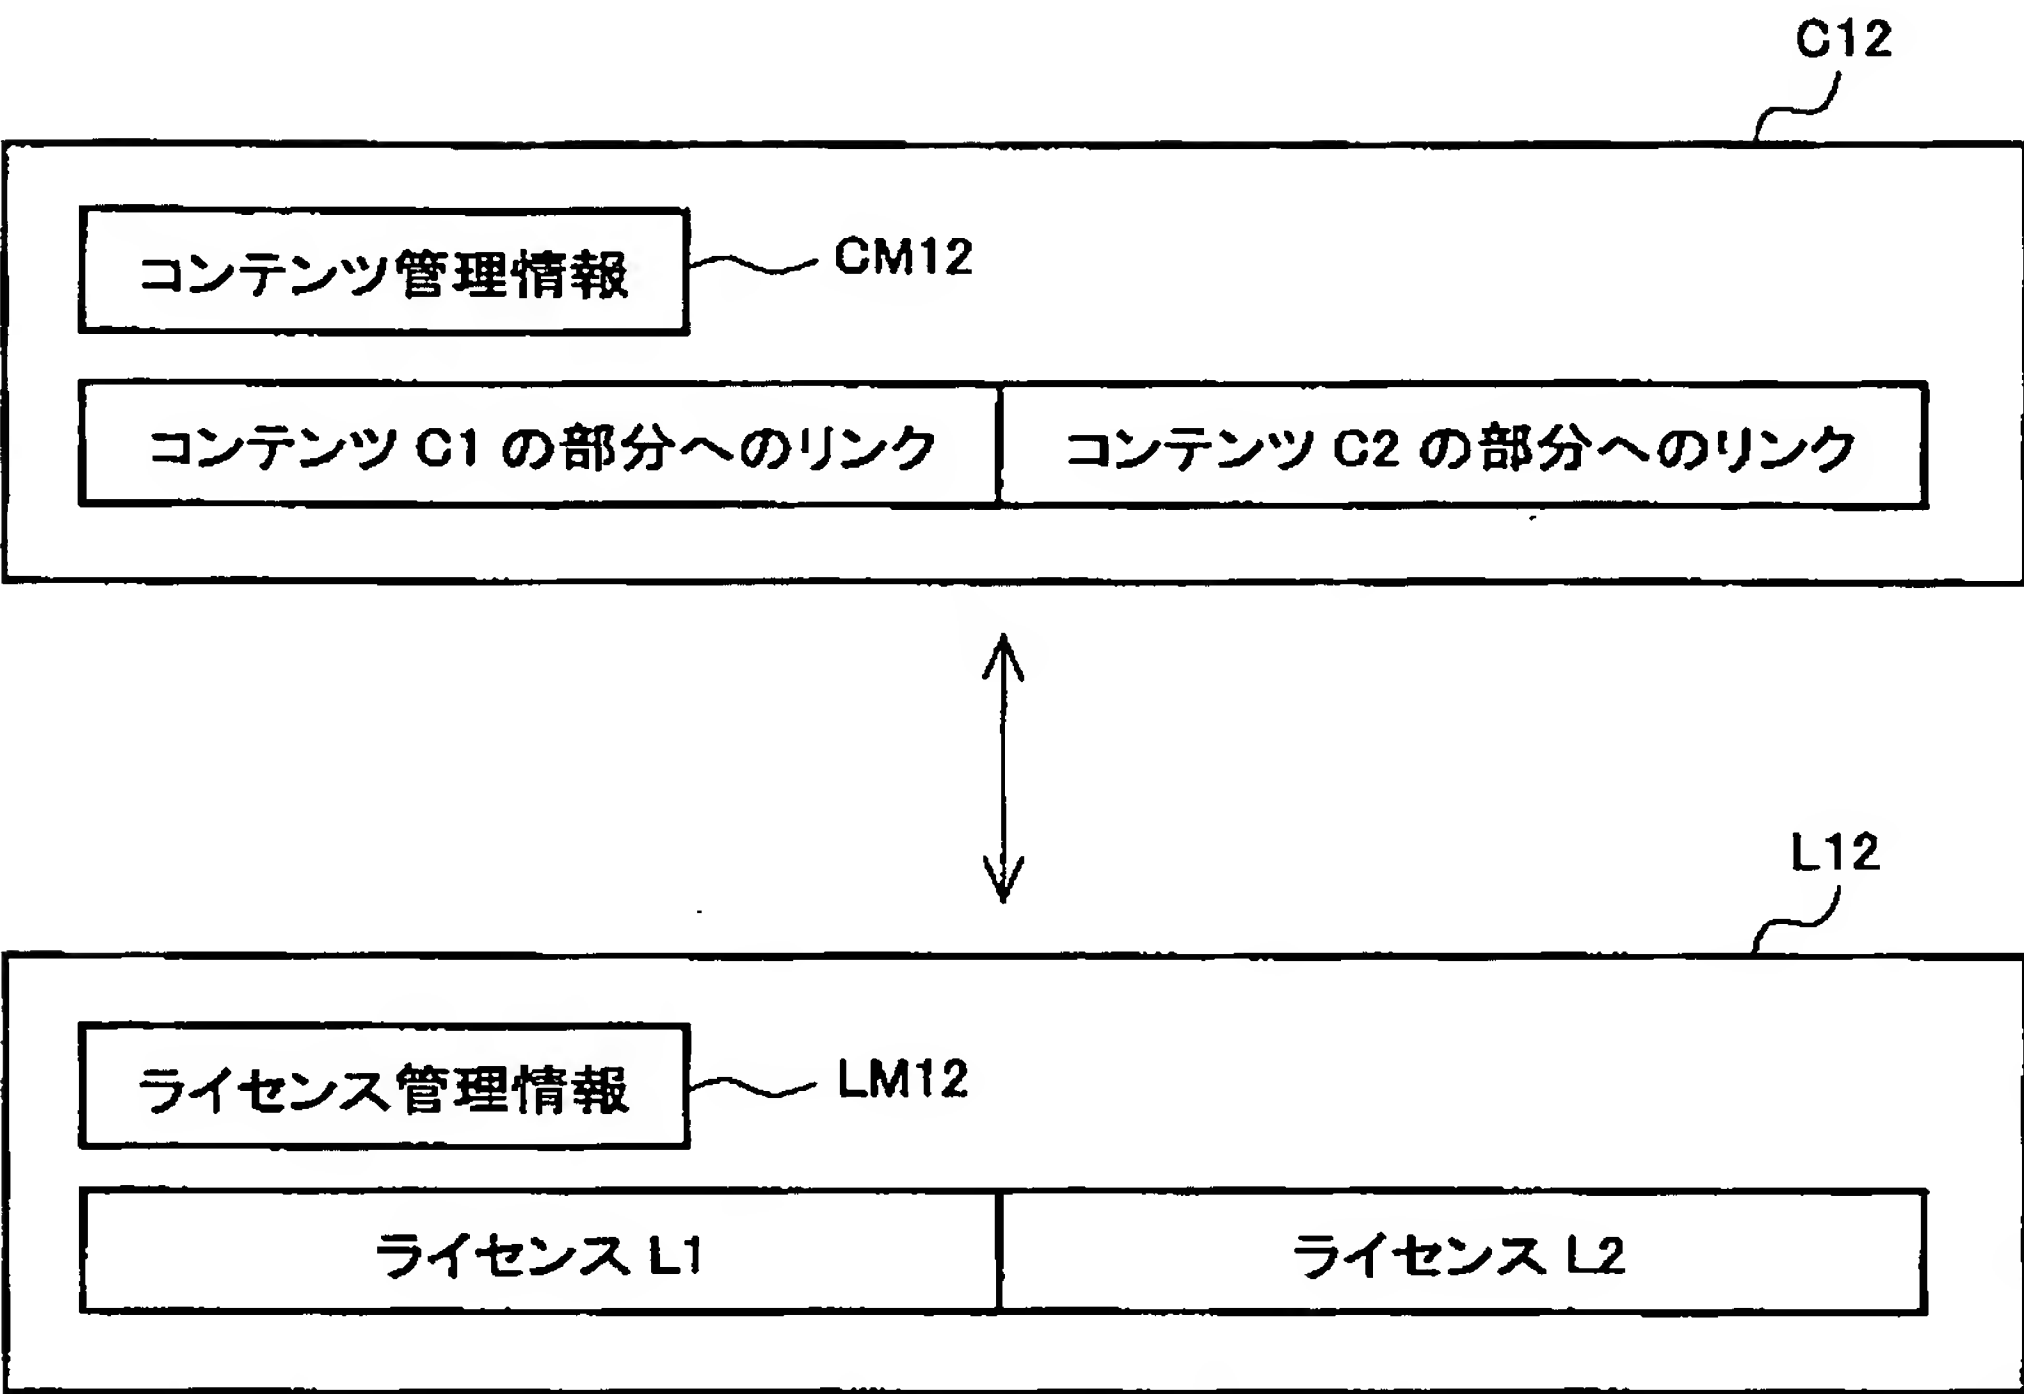 C12
コンテンツ管理情報
CM12
コンテンツ C1 の部分へのリンク
コンテンツ C2 の部分へのリンク
L12
ライセンス管理情報
LM12
ライセンス L1
ライセンス L2